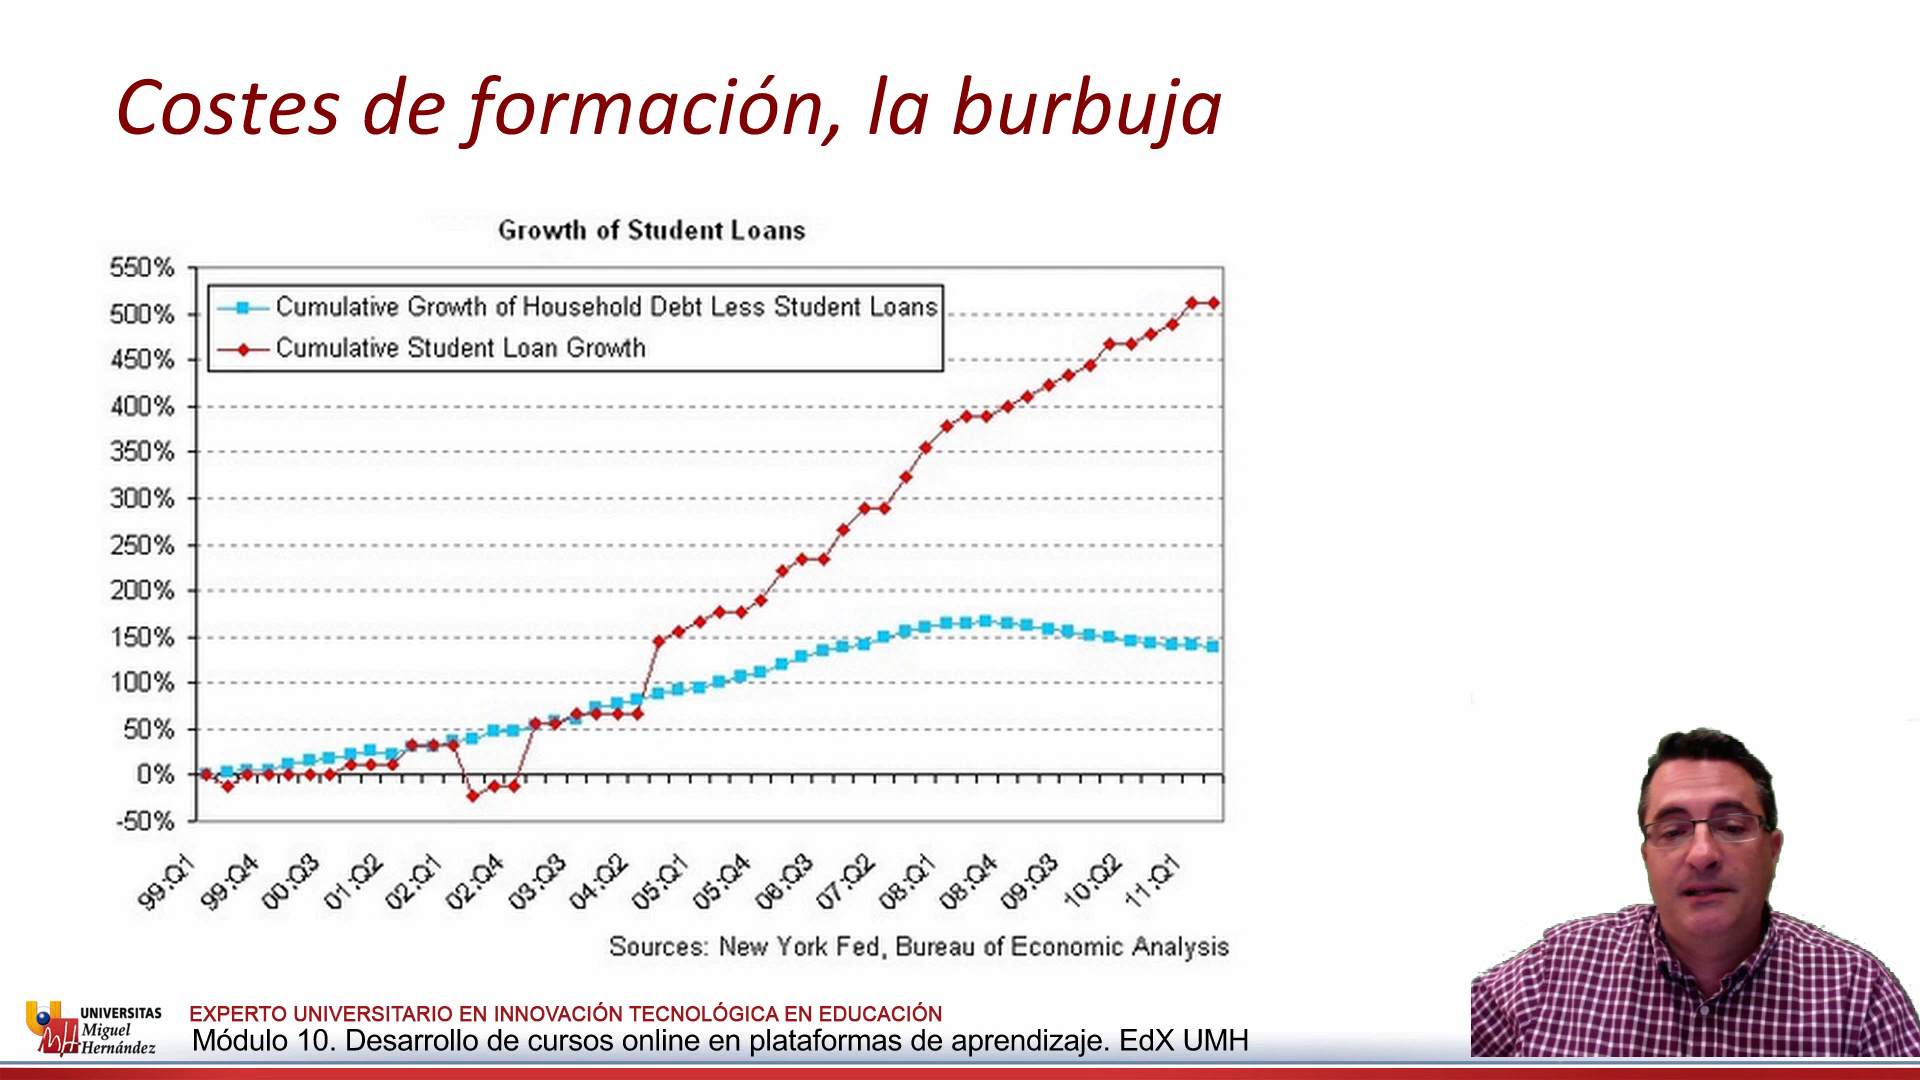 Costes de formación, la burbuja
Growth of Student Loans
550%
500%
450%
400%
350%
300%
250%
200%
150%
100%
50%
0%
-50%
Cumulative Growth of Household Debt Less Student Loans
Cumulative Student Loan Growth
99:Q1 99:Q4 00:Q3 01:Q2 02:Q1 02:Q4 03:Q3 04:Q2 05:Q1 05:Q4 06:Q3 07:Q2 08:Q1 08:Q4 09:Q3 10:Q2 11:Q1
Sources: New York Fed, Bureau of Economic Analysis
UNIVERSITAS
Miguel
Hernández
EXPERTO UNIVERSITARIO EN INNOVACIÓN TECNOLÓGICA EN EDUCACIÓN
Módulo 10. Desarrollo de cursos online en plataformas de aprendizaje. EdX UMH